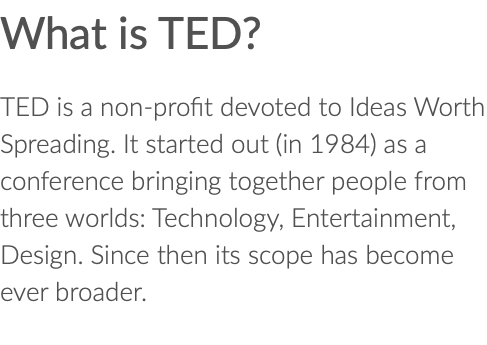 What is TED?
TED is a non-profit devoted to Ideas Worth
Spreading. It started out (in 1984) as a
conference bringing together people from
three worlds: Technology, Entertainment,
Design. Since then its scope has become
ever broader.